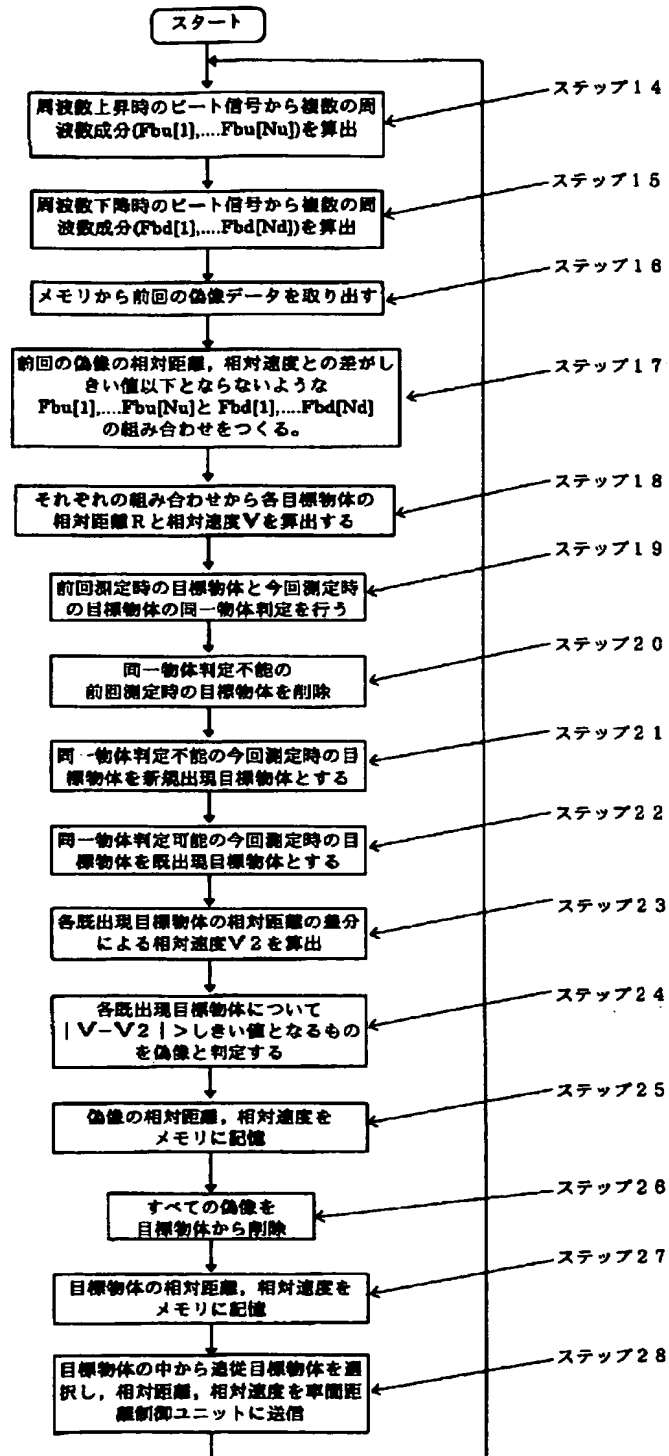 スタート
周波数上昇時のビート信号から複数の周
波数成分(Fbu[1],....Fbu[Nu])を算出
ステップ14
周波数下降時のビート信号から複数の周
波数成分(Fbd[1],....Fbd[Nd])を算出
ステップ15
メモリから前回の偽像データを取り出す
ステップ16
前回の偽像の相対距離，相対速度との差がし
きい値以下とならないような
Fbu[1],....Fbu[Nu]と Fbd[1],....Fbd[Nd]
の組み合わせをつくる。
ステップ17
それぞれの組み合わせから各目標物体の
相対距離Rと相対速度Vを算出する
ステップ18
前回測定時の目標物体と今回測定時
の目標物体の同一物体判定を行う
ステップ19
同一物体判定不能の
前回測定時の目標物体を削除
ステップ20
同一物体判定不能の今回測定時の目
標物体を新規出現目標物体とする
ステップ21
同一物体判定可能の今回測定時の目
標物体を既出現目標物体とする
ステップ22
各既出現目標物体の相対距離の差分
による相対速度V2を算出
ステップ23
各既出現目標物体について
｜V－V2｜＞しきい値となるもの
を偽像と判定する
ステップ24
偽像の相対距離，相対速度を
メモリに記憶
ステップ25
すべての偽像を
目標物体から削除
ステップ26
目標物体の相対距離，相対速度を
メモリに記憶
ステップ27
目標物体の中から追従目標物体を選
択し，相対距離，相対速度を車間距
離制御ユニットに送信
ステップ28